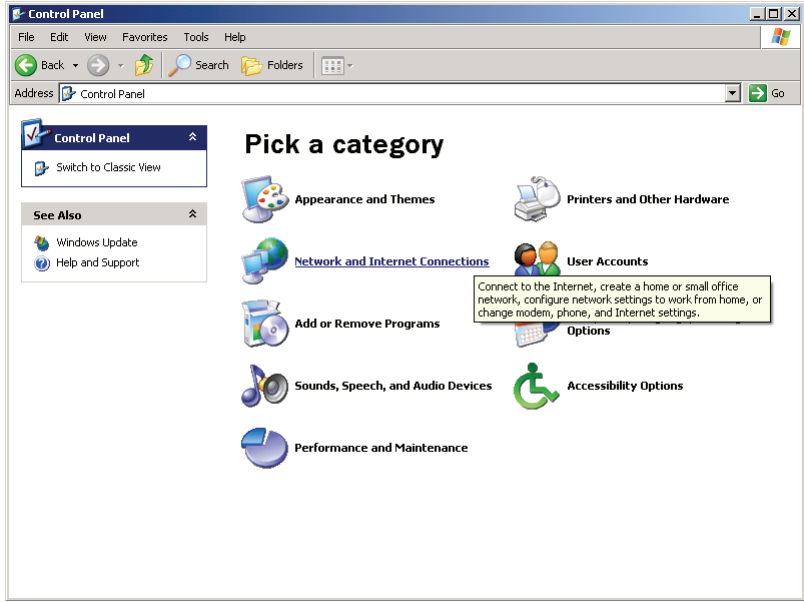 Control Panel
File Edit View Favorites Tools Help
Back Search Folders
Address Control Panel Go
Control Panel
Switch to Classic View
See Also
Windows Update
Help and Support
Pick a category
Appearance and Themes
Printers and Other Hardware
Network and Internet Connections
User Accounts
Connect to the Internet, create a home or small office
network, configure network settings to work from home, or
change modem, phone, and Internet settings.
Add or Remove Programs
Options
Sounds, Speech, and Audio Devices
Accessibility Options
Performance and Maintenance